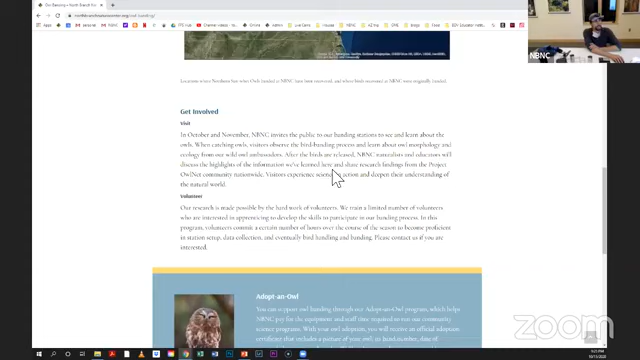 Owl Banding – North Branch Na
northbranchnaturecenter.org/owl-banding/
NBNC
Locations where Northern Saw-whet Owls banded at NBNC have been recovered, and where birds recovered at NBNC were originally banded.
Get Involved
Visit
In October and November, NBNC invites the public to our banding stations to see and learn about the
owls. When catching owls, visitors observe the bird-banding process and learn about owl morphology and
ecology from our wild owl ambassadors. After the birds are released, NBNC naturalists and educators will
discuss the highlights of the information we've learned here and share research findings from the Project
OwlNet community nationwide. Visitors experience science in action and deepen their understanding of
the natural world.
Volunteer
Our research is made possible by the hard work of volunteers. We train a limited number of volunteers
who are interested in apprenticing to develop the skills to participate in our banding process. In this
program, volunteers commit a certain number of hours over the course of the season to become proficient
in station setup, data collection, and eventually bird handling and banding. Please contact us if you are
interested.
Adopt-an-Owl
You can support owl banding through our Adopt-an-Owl program, which helps
NBNC pay for the equipment and staff time required to run our community
science programs. With your adoption, you will receive an official adoption
certificate that includes a picture of your owl, its band number, date of
zoom